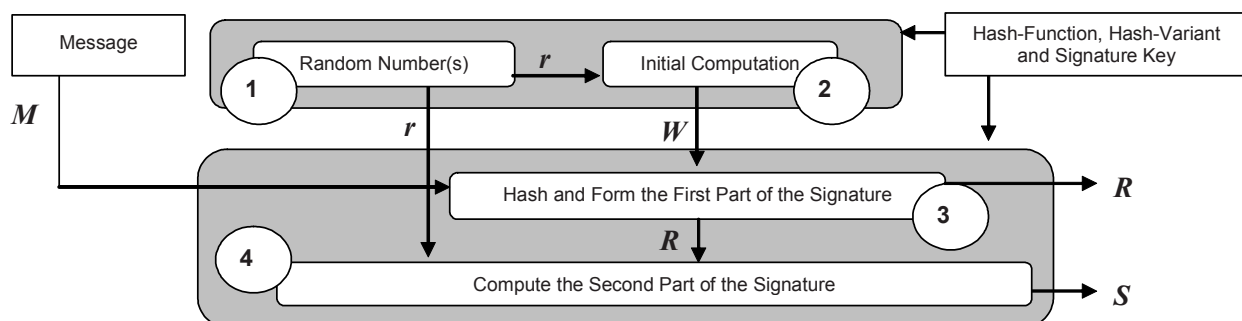 Message
Random Number(s)
r
Initial Computation
Hash-Function, Hash-Variant
and Signature Key
1
2
M
r
W
Hash and Form the First Part of the Signature
R
3
R
4
Compute the Second Part of the Signature
S